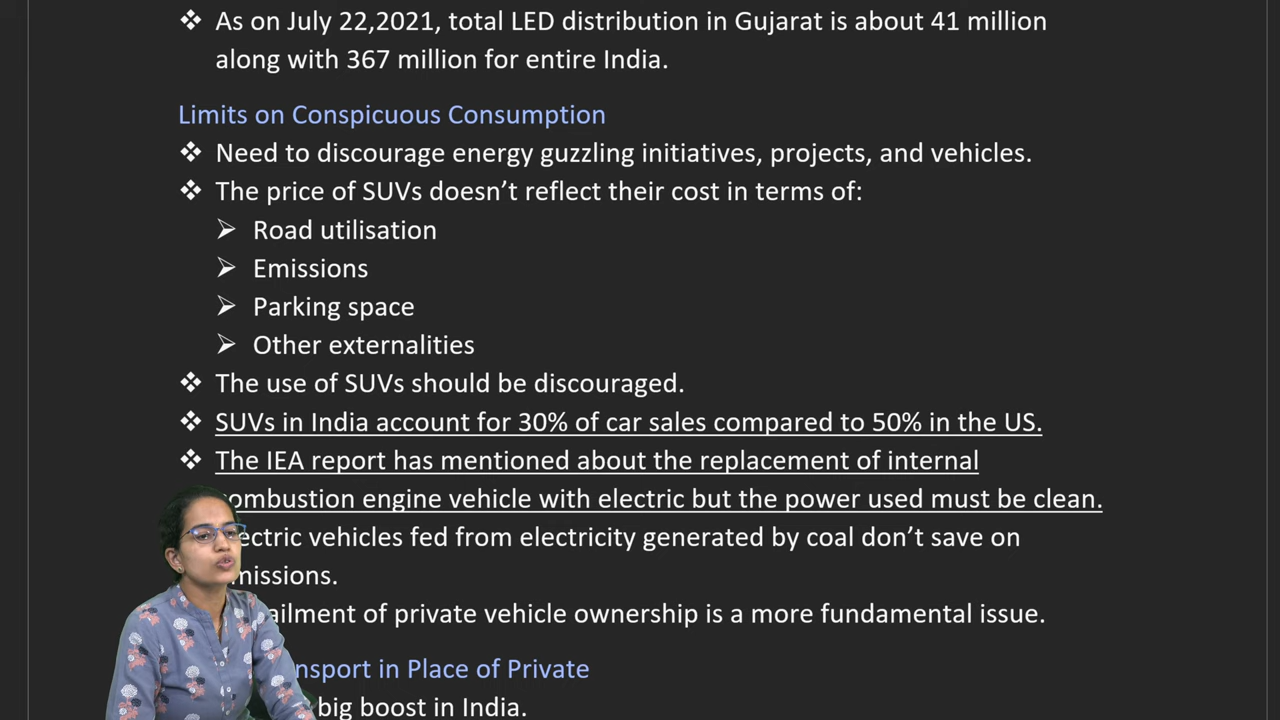 ❖ As on July 22,2021, total LED distribution in Gujarat is about 41 million
along with 367 million for entire India.
Limits on Conspicuous Consumption
❖ Need to discourage energy guzzling initiatives, projects, and vehicles.
❖ The price of SUVs doesn’t reflect their cost in terms of:
➢ Road utilisation
➢ Emissions
➢ Parking space
➢ Other externalities
❖ The use of SUVs should be discouraged.
❖ SUVs in India account for 30% of car sales compared to 50% in the US.
❖ The IEA report has mentioned about the replacement of internal
combustion engine vehicle with electric but the power used must be clean.
vehicles fed from electricity generated by coal don’t save on
of private vehicle ownership is a more fundamental issue.
in Place of Private
big boost in India.